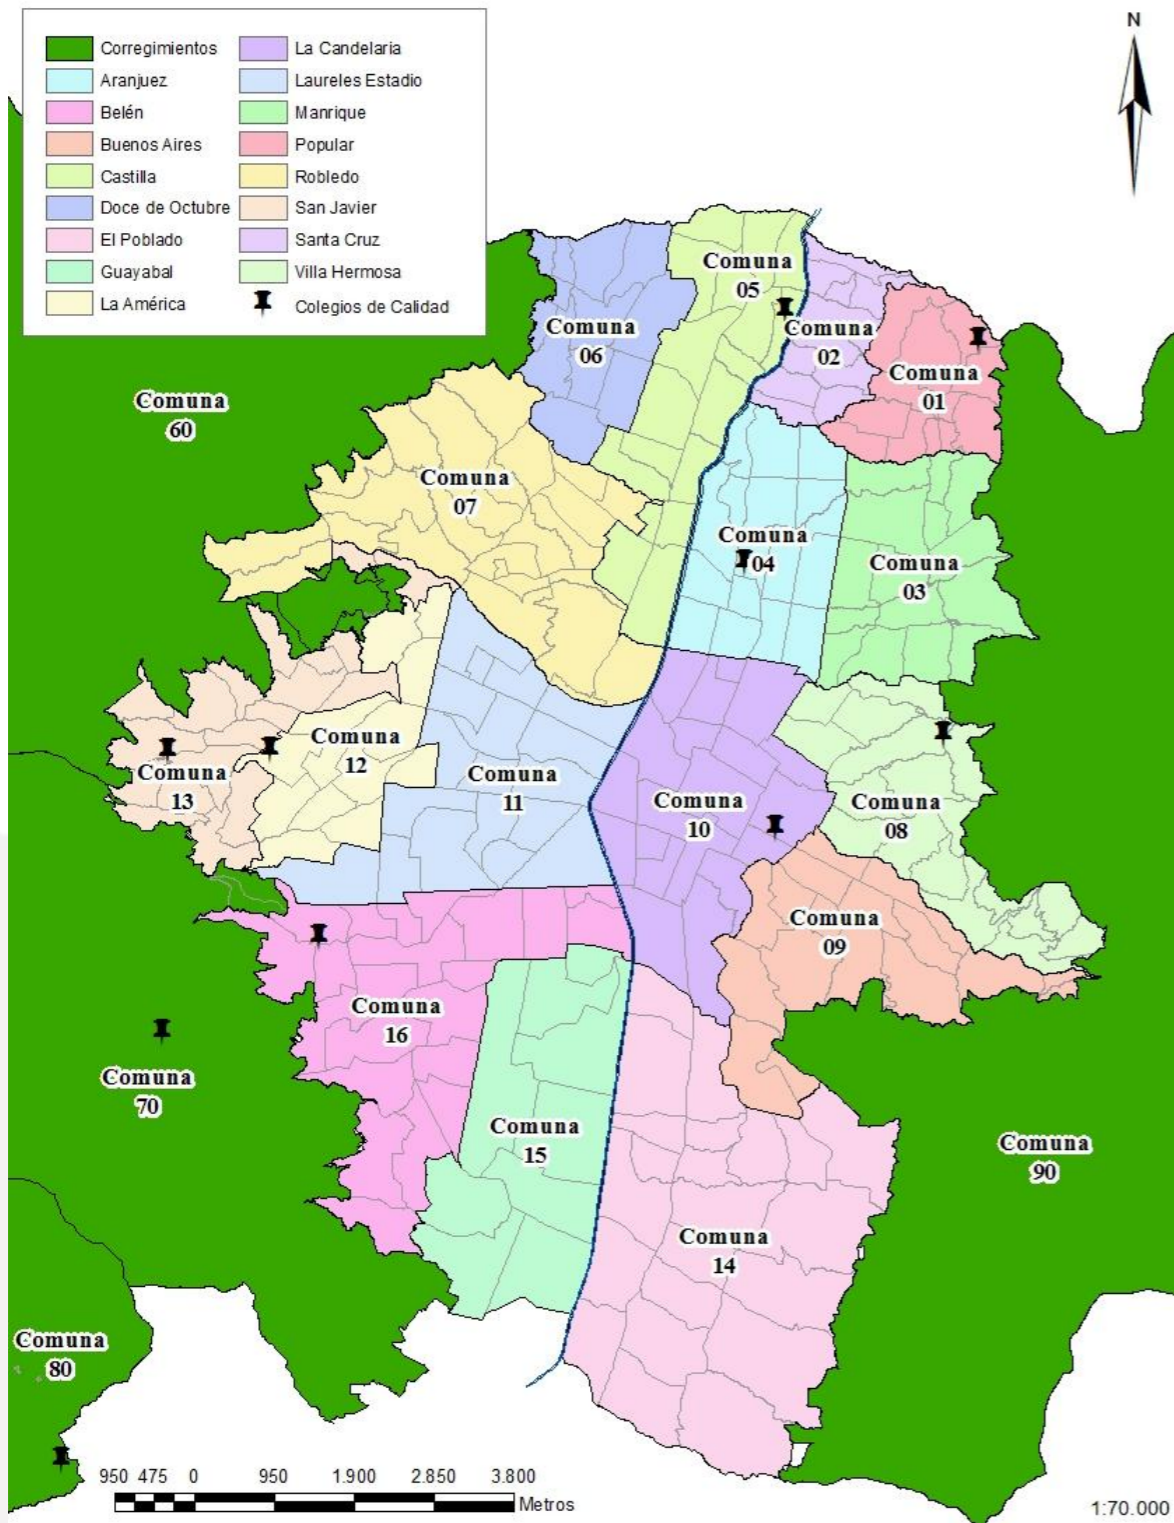 Corregimientos
Aranjuez
Belén
Buenos Aires
Castilla
Doce de Octubre
El Poblado
Guayabal
La América
La Candelaria
Laureles Estadio
Manrique
Popular
Robledo
San Javier
Santa Cruz
Villa Hermosa
Colegios de Calidad
N
Comuna
05
Comuna
06
Comuna
02
Comuna
01
Comuna
60
Comuna
07
Comuna
04
Comuna
03
Comuna
12
Comuna
13
Comuna
11
Comuna
10
Comuna
08
Comuna
09
Comuna
16
Comuna
70
Comuna
15
Comuna
90
Comuna
14
Comuna
80
950 475 0 950 1.900 2.850 3.800
Metros
1:70.000